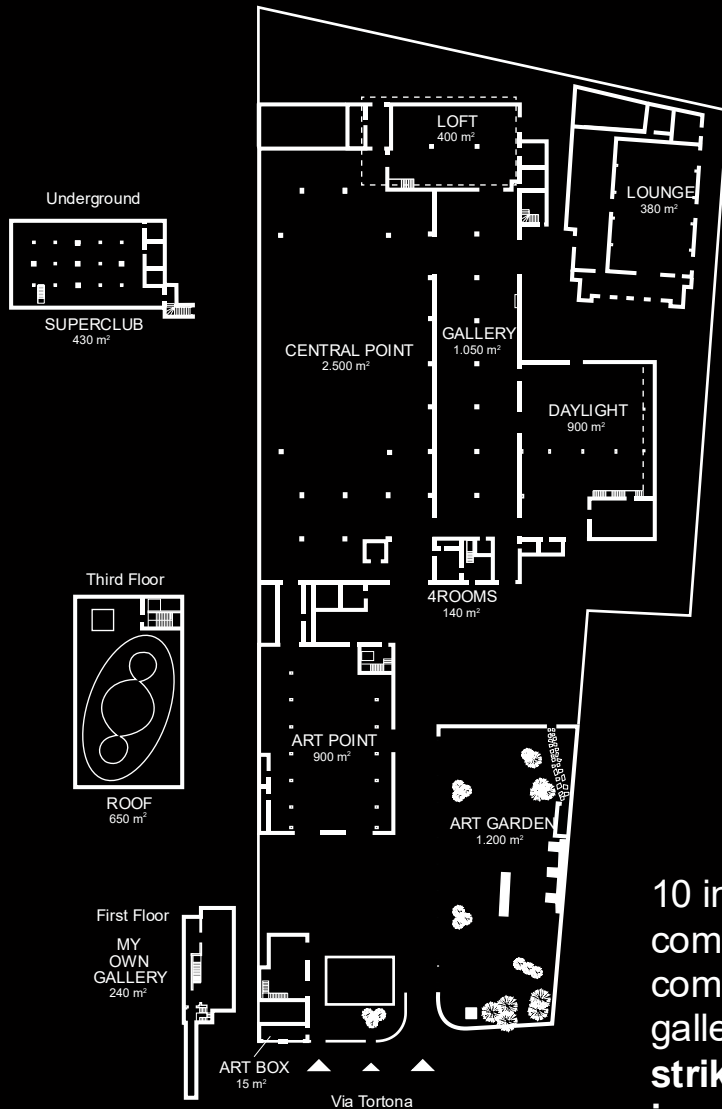 LOFT
400 m²
LOUNGE
380 m²
Underground
SUPERCLUB
430 m²
CENTRAL POINT
2.500 m²
GALLERY
1.050 m²
DAYLIGHT
900 m²
Third Floor
4ROOMS
140 m²
ART POINT
900 m²
ROOF
650 m²
ART GARDEN
1.200 m²
First Floor
MY
OWN
GALLERY
240 m²
ART BOX
15 m²
Via Tortona
10 in
com
com
galle
strik